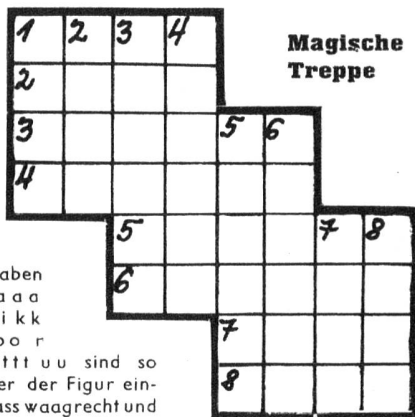 1 2 3 4
Magische
Treppe
2
3 5 6
4
5 7 8
aben
a a a
6
i k k
o r
t t t u u sind so
7
er der Figur ein-
ass waagrecht und
8